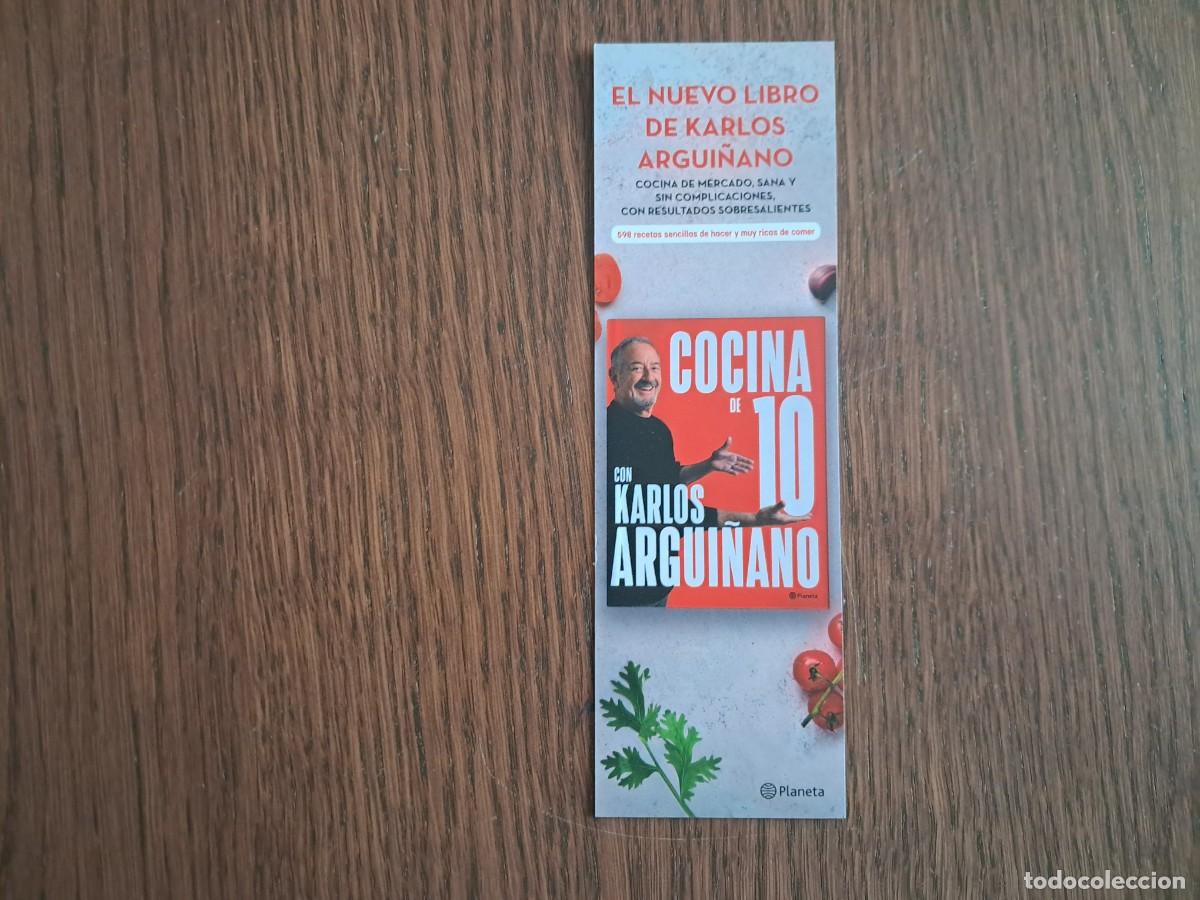 EL NUEVO LIBRO
DE KARLOS
ARGUIÑANO
COCINA DE MERCADO, SANA Y
SIN COMPLICACIONES,
CON RESULTADOS SOBRESALIENTES
598 recetas sencillas de hacer y muy ricas de comer
COCINA
DE
10
CON
KARLOS
ARGUIÑANO
Planeta
Planeta
todocoleccion